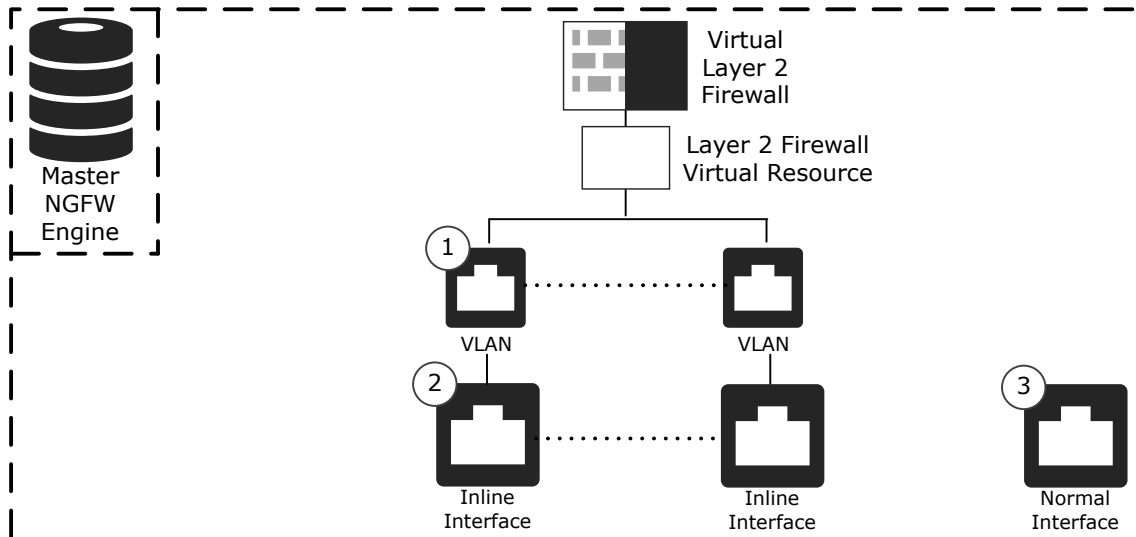 Master
NGFW
Engine
Virtual
Layer 2
Firewall
Layer 2 Firewall
Virtual Resource
1
VLAN
VLAN
2
Inline
Interface
Inline
Interface
3
Normal
Interface